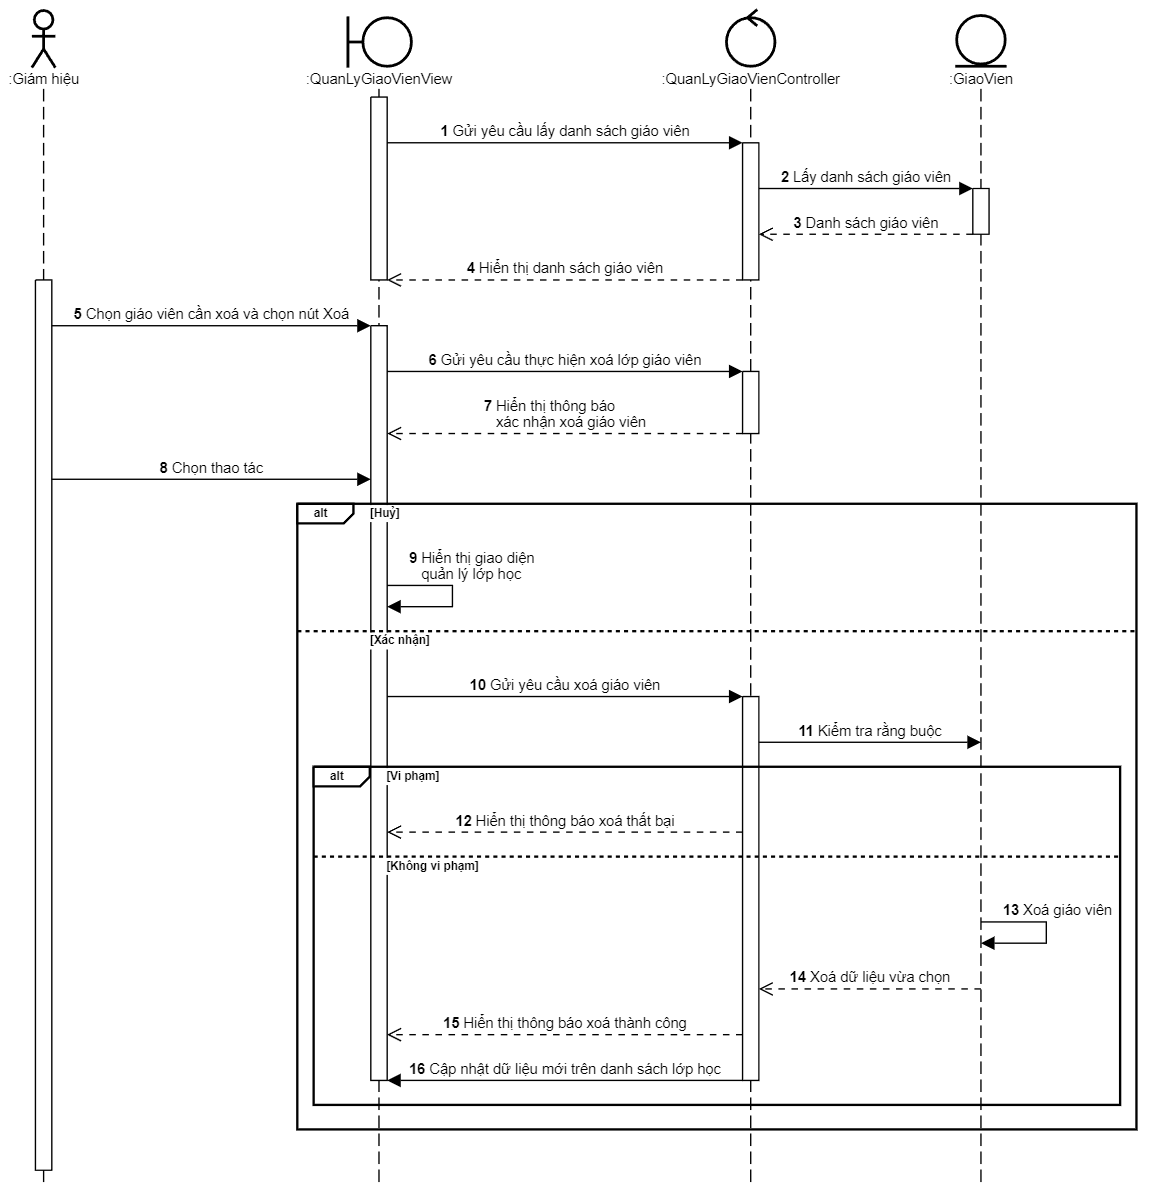 :Giám hiệu
:QuanLyGiaoVienView
:QuanLyGiaoVienController
:GiaoVien
1 Gửi yêu cầu lấy danh sách giáo viên
2 Lấy danh sách giáo viên
3 Danh sách giáo viên
4 Hiển thị danh sách giáo viên
5 Chọn giáo viên cần xoá và chọn nút Xoá
6 Gửi yêu cầu thực hiện xoá lớp giáo viên
7 Hiển thị thông báo
xác nhận xoá giáo viên
8 Chọn thao tác
alt
[Huỷ]
9 Hiển thị giao diện
quản lý lớp học
[Xác nhận]
10 Gửi yêu cầu xoá giáo viên
11 Kiểm tra rằng buộc
alt
[Vi phạm]
12 Hiển thị thông báo xoá thất bại
[Không vi phạm]
13 Xoá giáo viên
14 Xoá dữ liệu vừa chọn
15 Hiển thị thông báo xoá thành công
16 Cập nhật dữ liệu mới trên danh sách lớp học